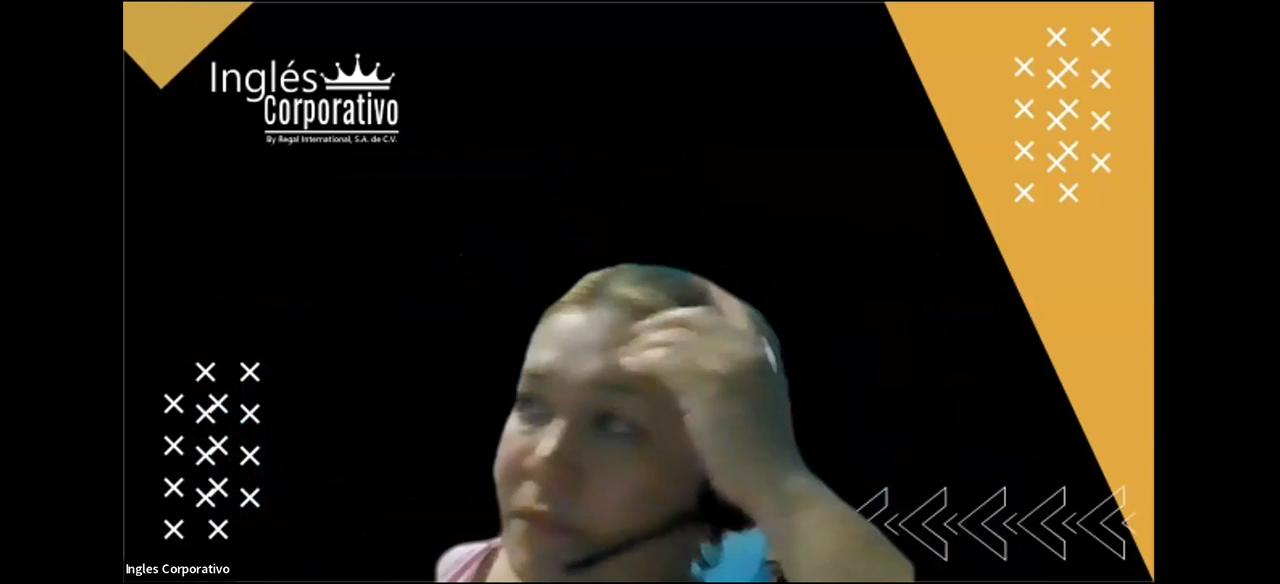 Inglés
Corporativo
By Regal International, S.A. de C.V.
Ingles Corporativo